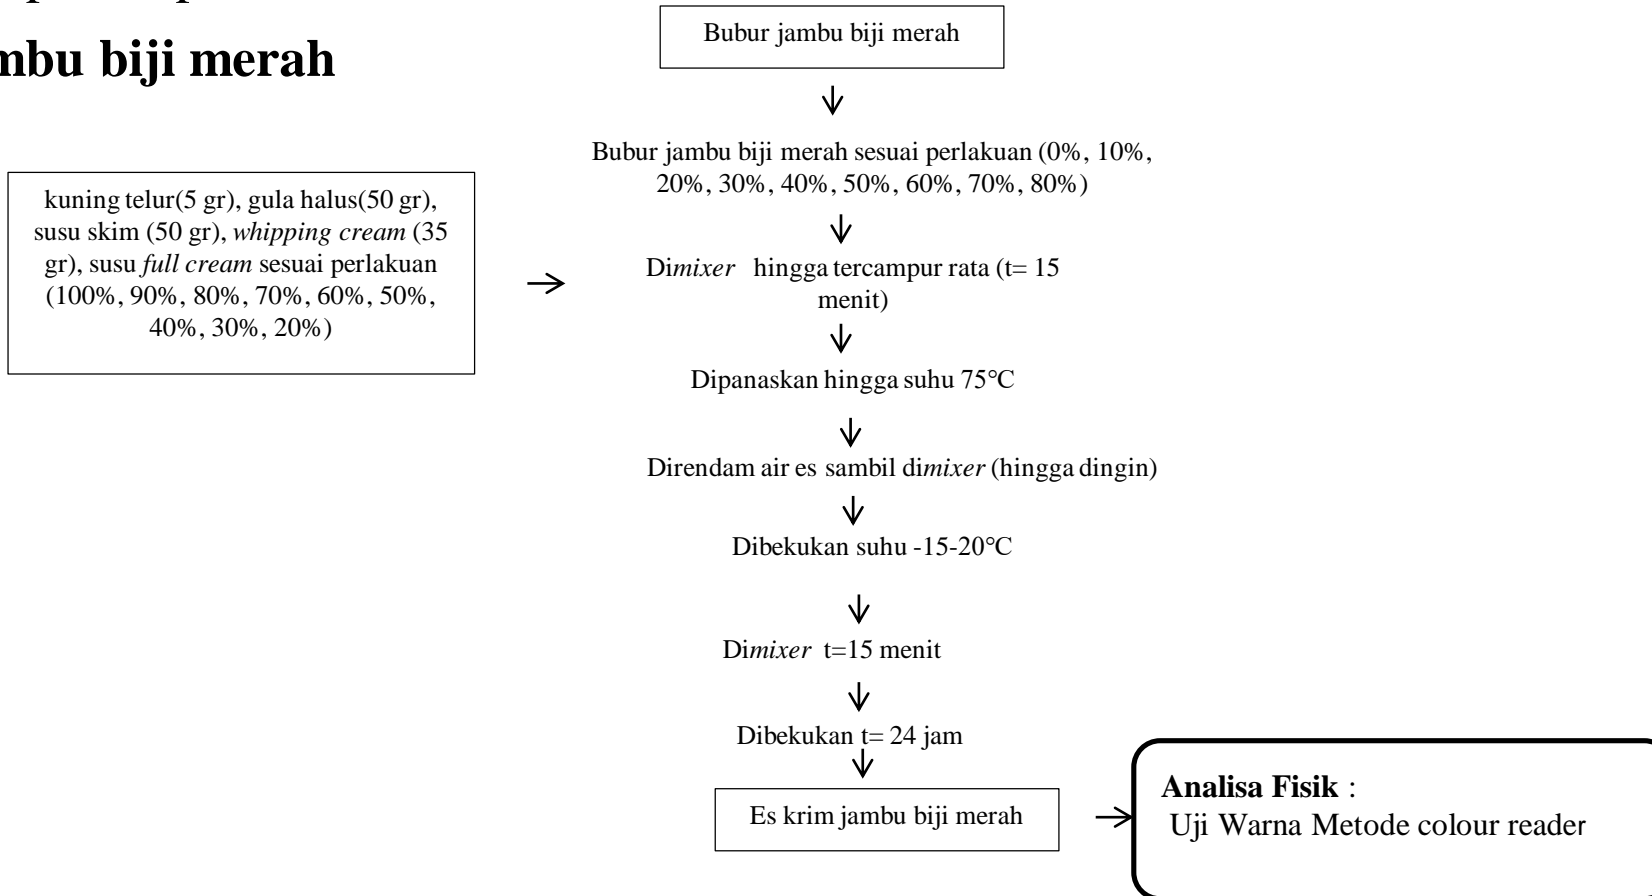 mbu biji merah
Bubur jambu biji merah
Bubur jambu biji merah sesuai perlakuan (0%, 10%,
20%, 30%, 40%, 50%, 60%, 70%, 80%)
kuning telur(5 gr), gula halus(50 gr),
susu skim (50 gr), whipping cream (35
gr), susu full cream sesuai perlakuan
(100%, 90%, 80%, 70%, 60%, 50%,
40%, 30%, 20%)
Dimixer hingga tercampur rata (t= 15
menit)
Dipanaskan hingga suhu 75°C
Direndam air es sambil dimixer (hingga dingin)
Dibekukan suhu -15-20°C
Dimixer t=15 menit
Dibekukan t= 24 jam
Es krim jambu biji merah
Analisa Fisik :
Uji Warna Metode colour reader